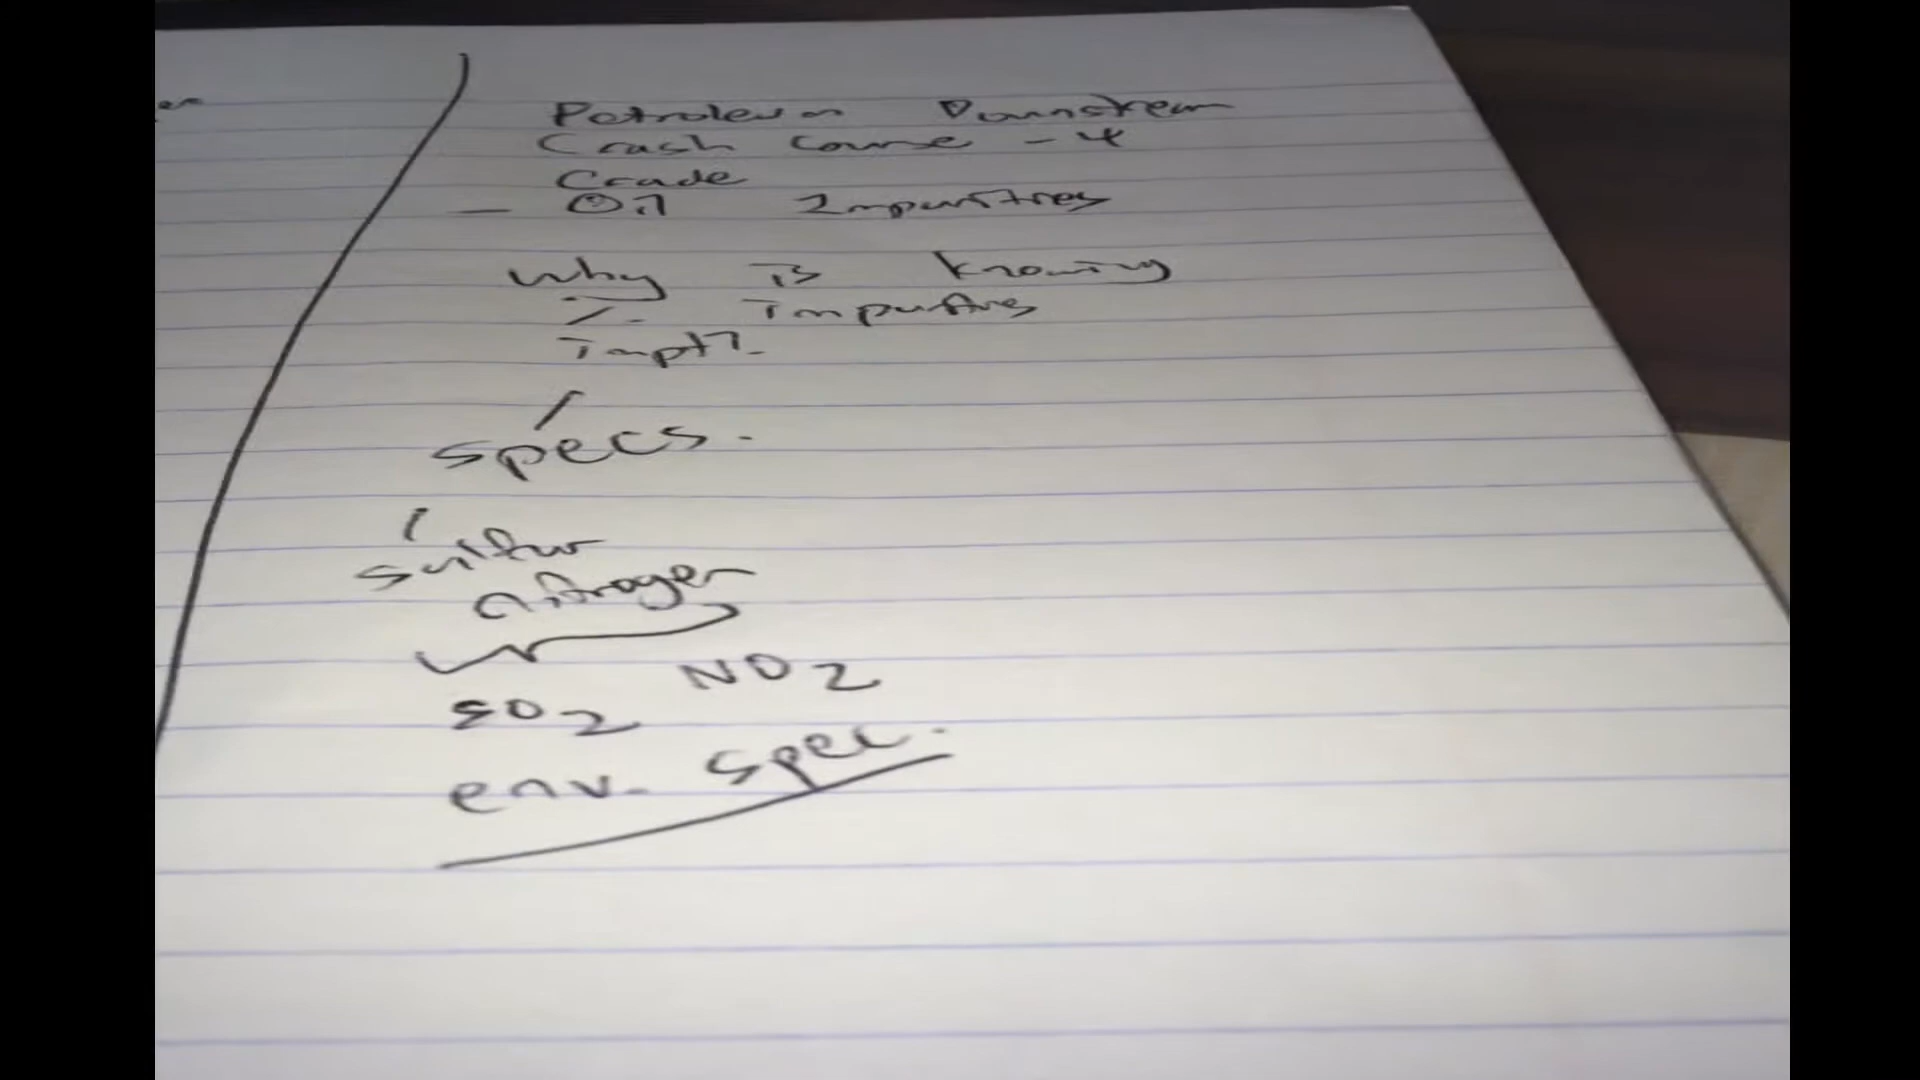 Petroleum Downstream
Crash Course - 4
Crude
- Oil Impurities
Why is knowing
% impurities
impt?
specs.
sulfur
nitrogen
SO2 NO2
env. spec.